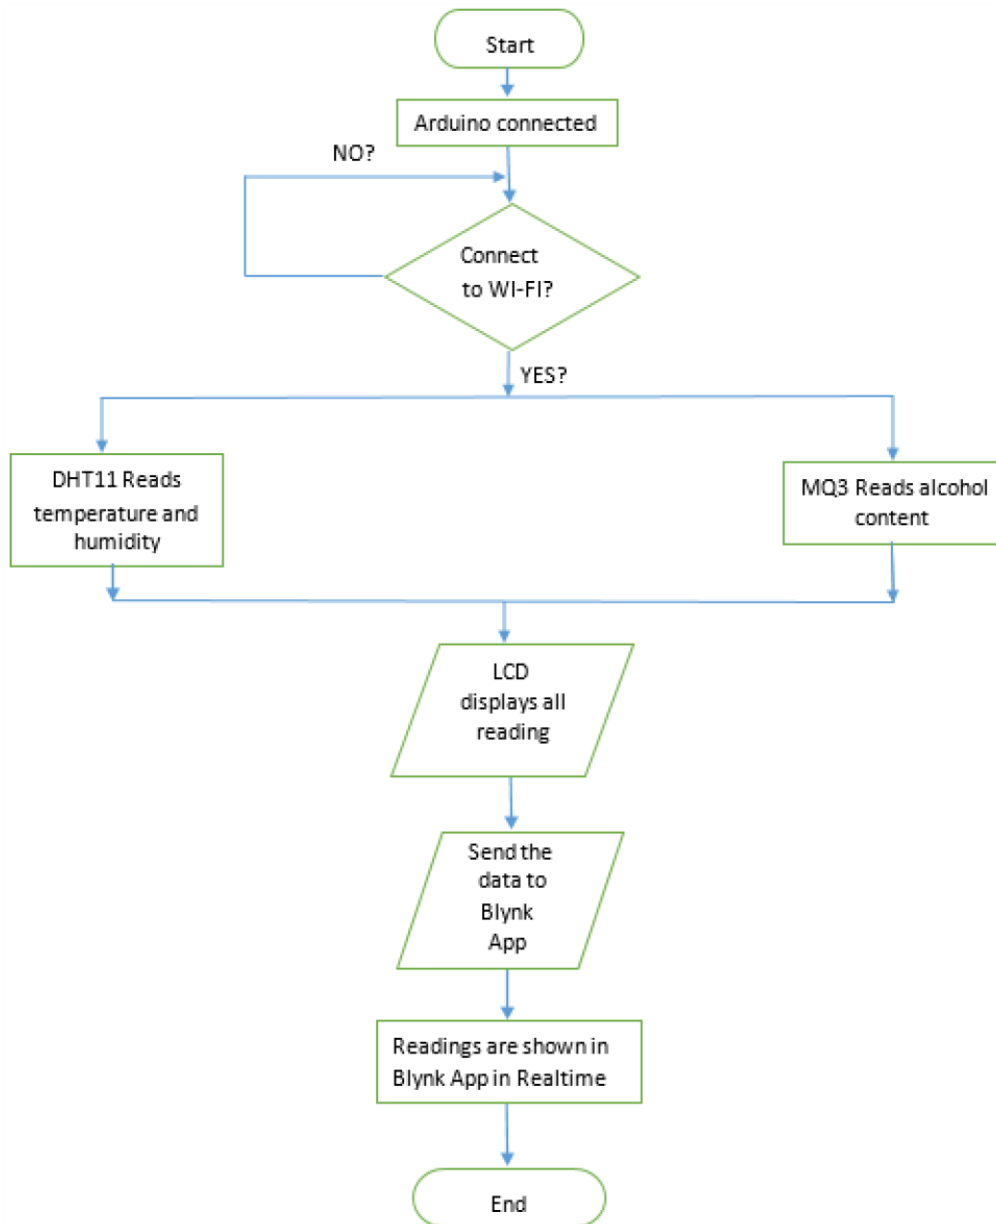 Start
Arduino connected
NO?
Connect
to WI-FI?
YES?
DHT11 Reads
temperature and
humidity
MQ3 Reads alcohol
content
LCD
displays all
reading
Send the
data to
Blynk
App
Readings are shown in
Blynk App in Realtime
End